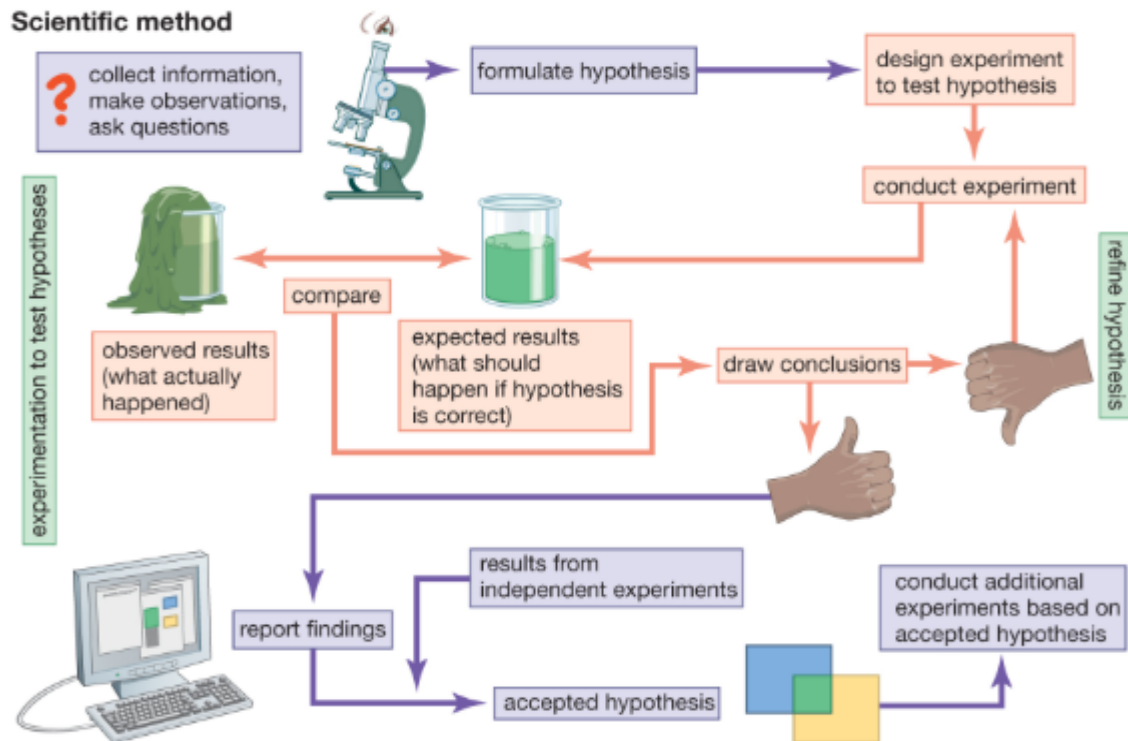 Scientific method
collect information,
make observations,
ask questions
formulate hypothesis
design experiment
to test hypothesis
conduct experiment
experimentation to test hypotheses
refine hypothesis
compare
observed results
(what actually
happened)
expected results
(what should
happen if hypothesis
is correct)
draw conclusions
report findings
results from
independent experiments
accepted hypothesis
conduct additional
experiments based on
accepted hypothesis